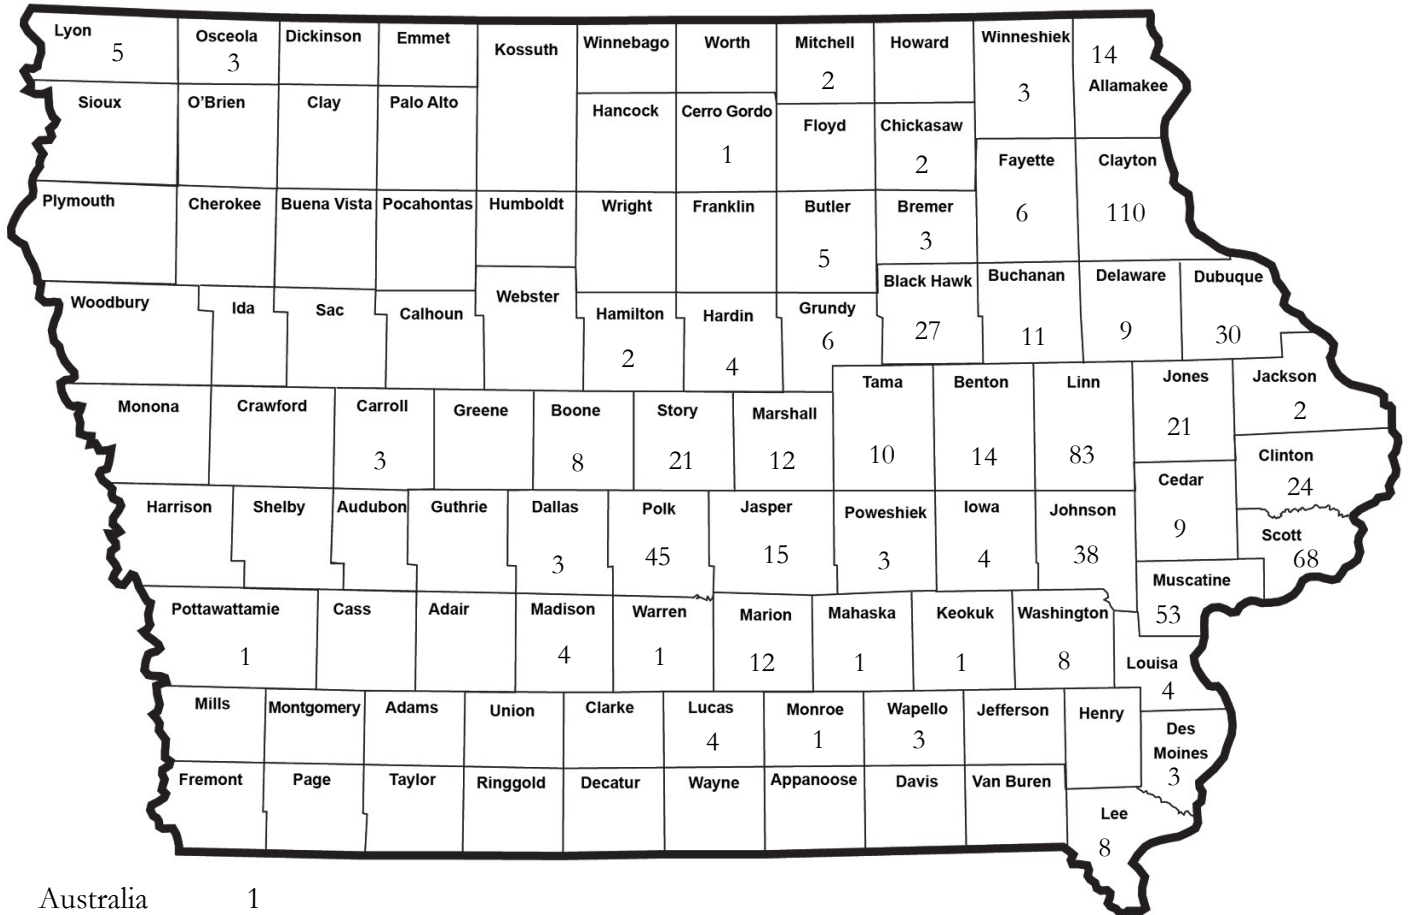 Lyon
5
Osceola
3
Dickinson
Emmet
Kossuth
Winnebago
Worth
Mitchell
2
Howard
Winneshiek
3
14
Allamakee
Sioux
O'Brien
Clay
Palo Alto
Hancock
Cerro Gordo
1
Floyd
Chickasaw
2
Fayette
6
Clayton
110
Plymouth
Cherokee
Buena Vista
Pocahontas
Humboldt
Wright
Franklin
Butler
5
Bremer
3
Woodbury
Ida
Sac
Calhoun
Webster
Hamilton
2
Hardin
4
Grundy
6
Black Hawk
27
Buchanan
11
Delaware
9
Dubuque
30
Monona
Crawford
Carroll
3
Greene
Boone
8
Story
21
Marshall
12
Tama
10
Benton
14
Linn
83
Jones
21
Jackson
2
Clinton
24
Harrison
Shelby
Audubon
Guthrie
Dallas
3
Polk
45
Jasper
15
Poweshiek
3
Iowa
4
Johnson
38
Cedar
9
Scott
68
Muscatine
53
Pottawattamie
1
Cass
Adair
Madison
4
Warren
1
Marion
12
Mahaska
1
Keokuk
1
Washington
8
Louisa
4
Mills
Montgomery
Adams
Union
Clarke
Lucas
4
Monroe
1
Wapello
3
Jefferson
Henry
Des
Moines
3
Fremont
Page
Taylor
Ringgold
Decatur
Wayne
Appanoose
Davis
Van Buren
Lee
8
Australia 1